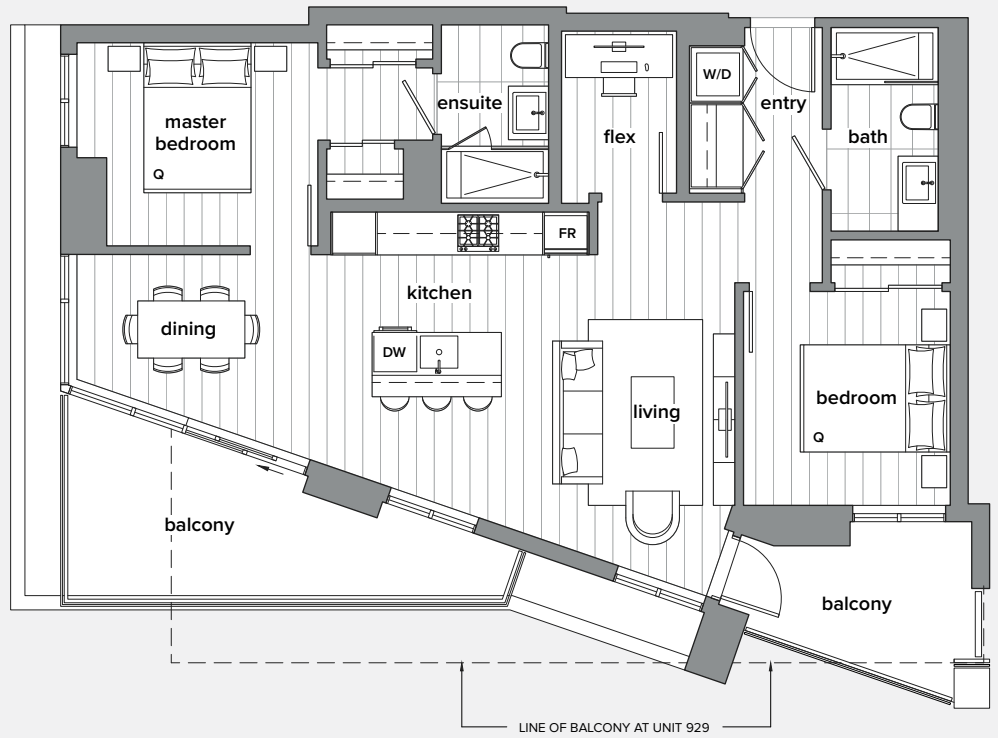 W/D
ensuite
entry
master
bedroom
flex
bath
Q
FR
kitchen
dining
DW
living
bedroom
Q
balcony
balcony
LINE OF BALCONY AT UNIT 929